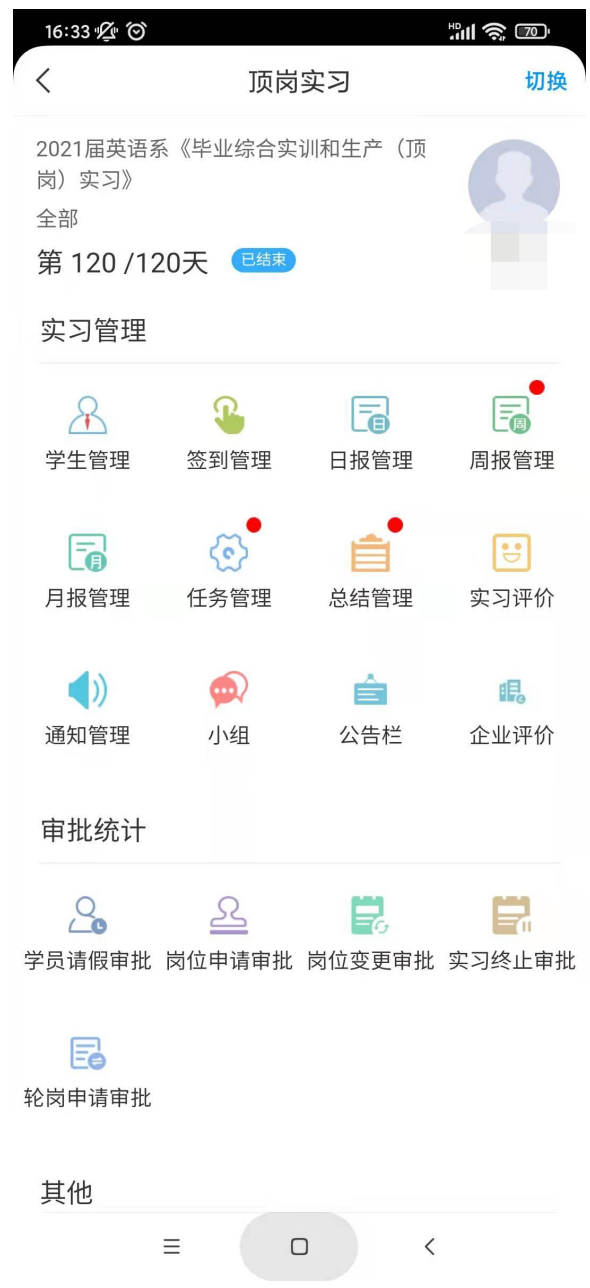 16:33 HD 70
顶岗实习 切换
2021届英语系《毕业综合实训和生产（顶
岗）实习》
全部
第 120 /120天 已结束
实习管理
日 周
学生管理 签到管理 日报管理 周报管理
月
月报管理 任务管理 总结管理 实习评价
通知管理 小组 公告栏 企业评价
审批统计
学员请假审批 岗位申请审批 岗位变更审批 实习终止审批
轮岗申请审批
其他